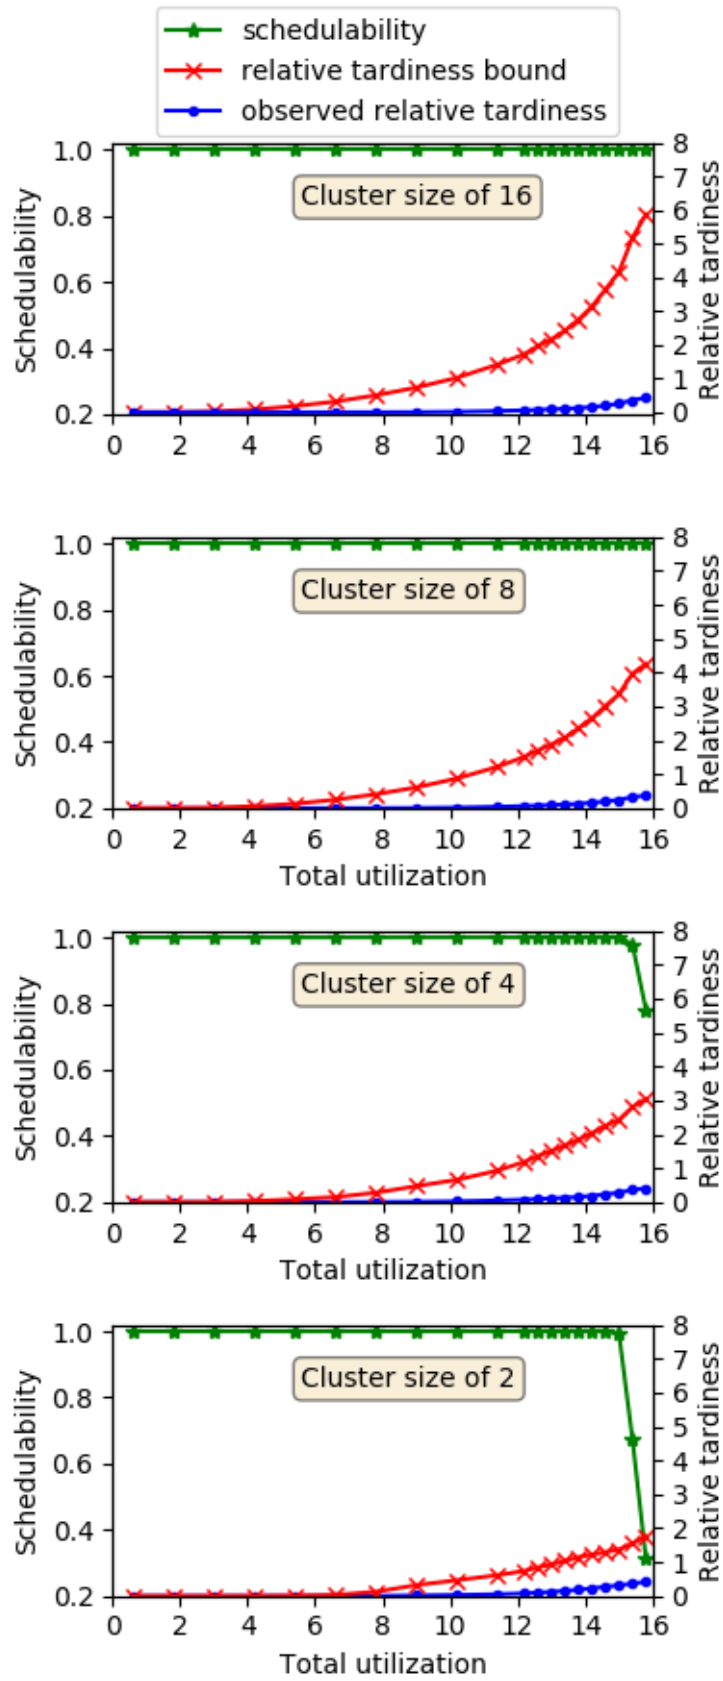 schedulability
relative tardiness bound
observed relative tardiness
1.0
0.8
0.6
0.4
0.2
Schedulability
Cluster size of 16
8
7
6
5
4
3
2
1
0
Relative tardiness
0 2 4 6 8 10 12 14 16
1.0
0.8
0.6
0.4
0.2
Schedulability
Cluster size of 8
8
7
6
5
4
3
2
1
0
Relative tardiness
0 2 4 6 8 10 12 14 16
Total utilization
1.0
0.8
0.6
0.4
0.2
Schedulability
Cluster size of 4
8
7
6
5
4
3
2
1
0
Relative tardiness
0 2 4 6 8 10 12 14 16
Total utilization
1.0
0.8
0.6
0.4
0.2
Schedulability
Cluster size of 2
8
7
6
5
4
3
2
1
0
Relative tardiness
0 2 4 6 8 10 12 14 16
Total utilization